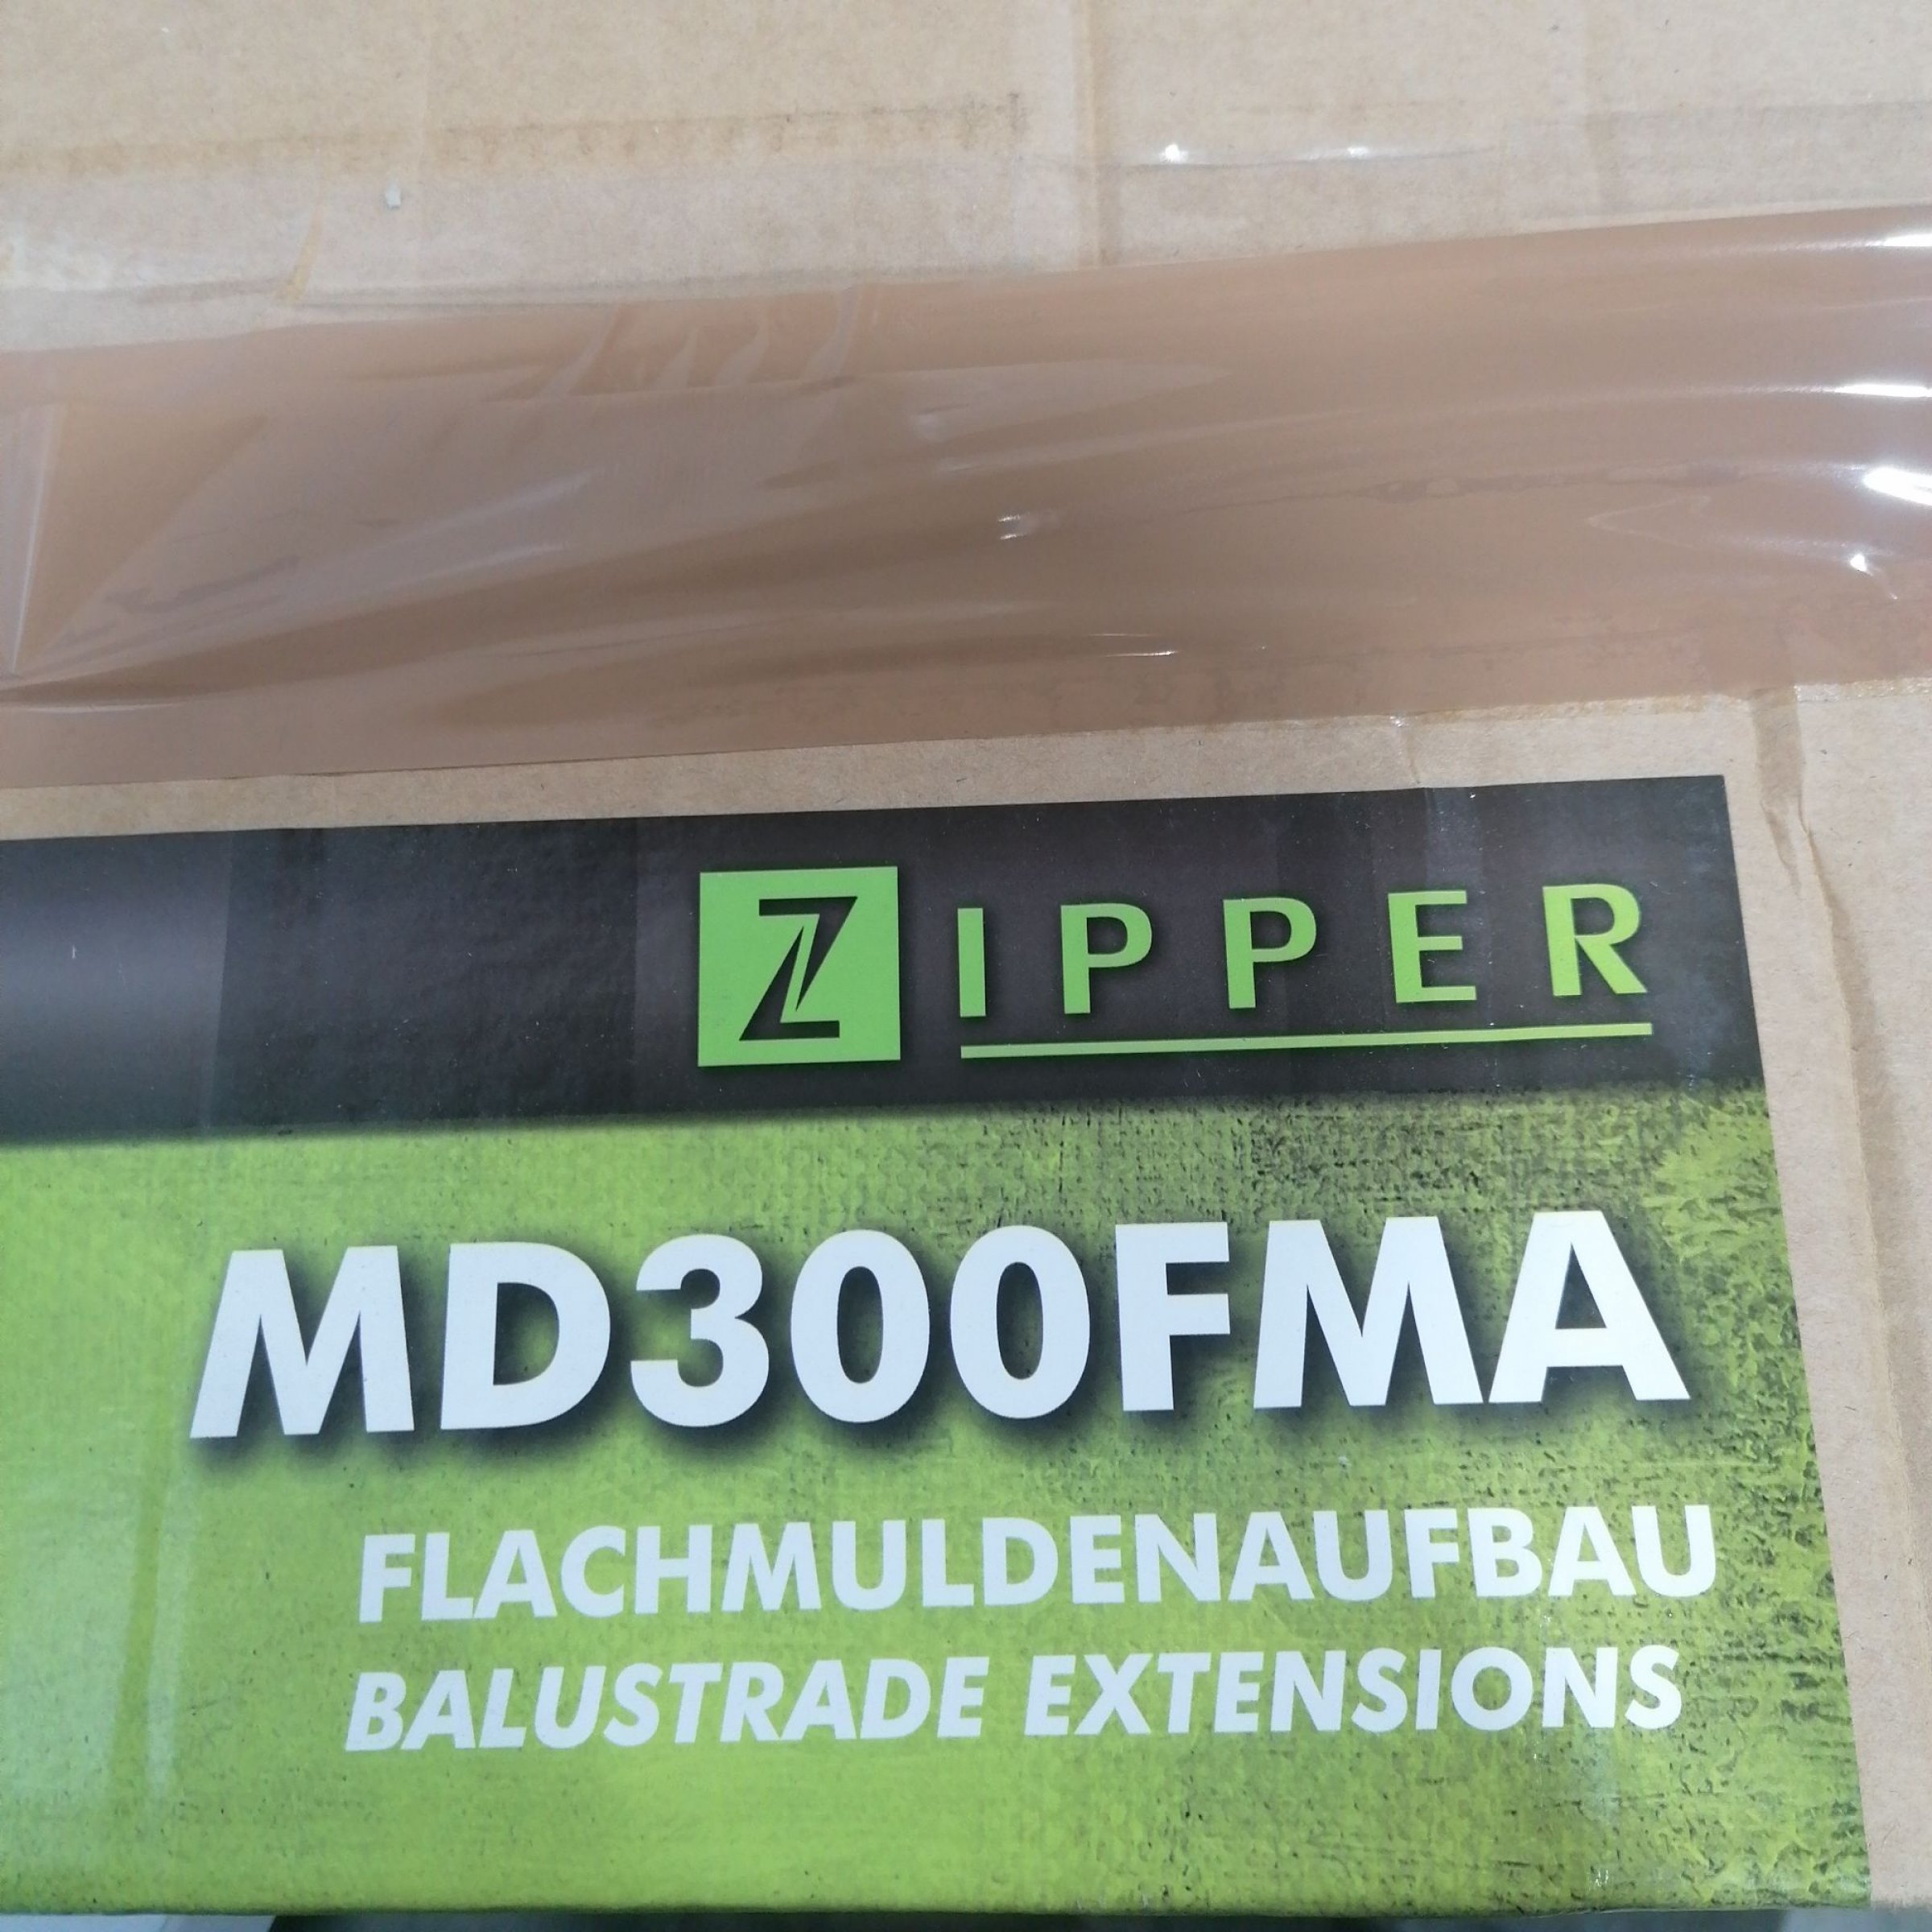 ZIPPER
MD300FMA
FLACHMULDENAUFBAU
BALUSTRADE EXTENSIONS